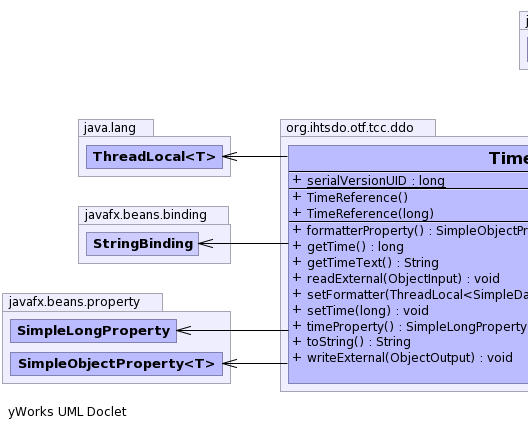 j
java.lang
ThreadLocal<T>
javafx.beans.binding
StringBinding
javafx.beans.property
SimpleLongProperty
SimpleObjectProperty<T>
org.ihtsdo.otf.tcc.ddo
Time
+ serialVersionUID : long
+ TimeReference()
+ TimeReference(long)
+ formatterProperty() : SimpleObjectPr
+ getTime() : long
+ getTimeText() : String
+ readExternal(ObjectInput) : void
+ setFormatter(ThreadLocal<SimpleDa
+ setTime(long) : void
+ timeProperty() : SimpleLongProperty
+ toString() : String
+ writeExternal(ObjectOutput) : void
yWorks UML Doclet